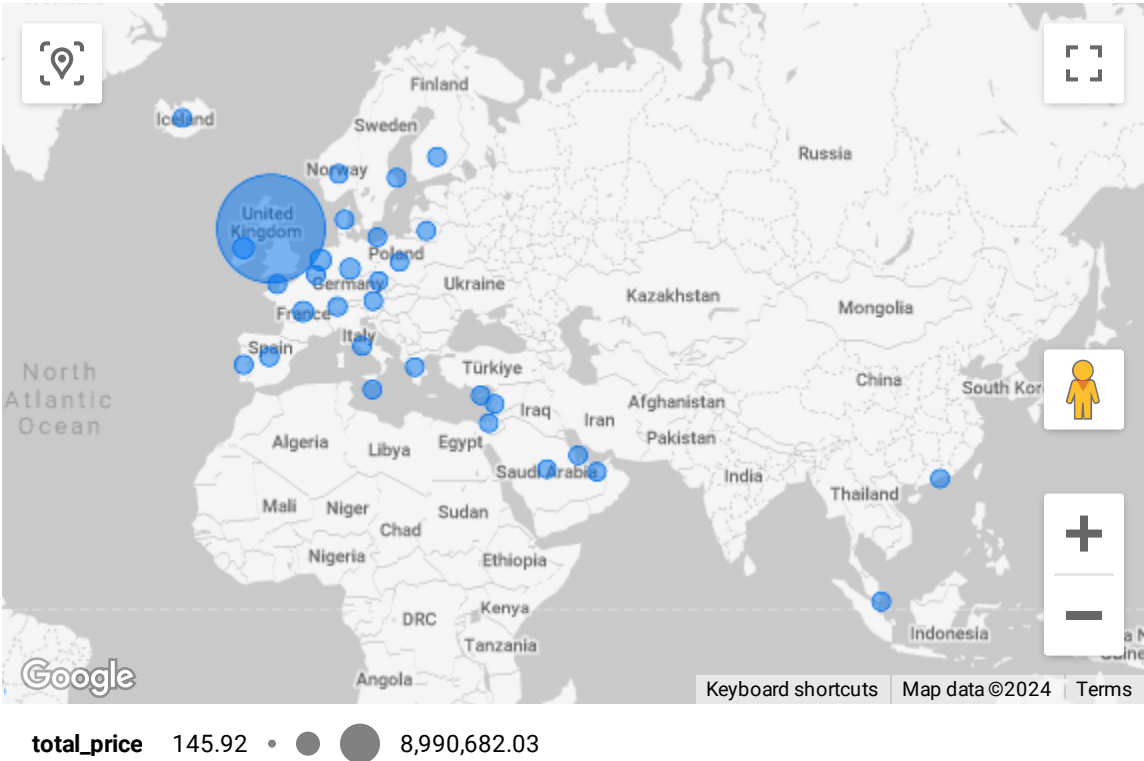 Iceland
Finland
Sweden
Norway
Russia
United
Kingdom
Poland
Germany
Ukraine
Kazakhstan
Mongolia
France
Italy
Spain
Türkiye
China
South Kor
North
Atlantic
Ocean
Iraq
Iran
Afghanistan
Pakistan
Algeria
Libya
Egypt
Saudi Arabia
India
Thailand
Mali
Niger
Chad
Sudan
Nigeria
Ethiopia
DRC
Kenya
Tanzania
Indonesia
Angola
Google
Keyboard shortcuts Map data ©2024 Terms
total_price 145.92 8,990,682.03